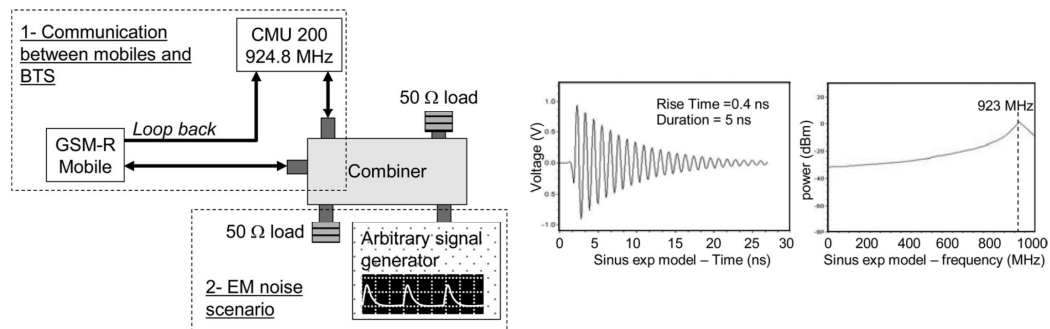 1- Communication
between mobiles and
BTS
CMU 200
924.8 MHz
50 Ω load
Loop back
GSM-R
Mobile
Combiner
50 Ω load
Arbitrary signal
generator
2- EM noise
scenario
Rise Time =0.4 ns
Duration = 5 ns
Voltage (V)
1.0
0.5
0.0
-0.5
-1.0
0 5 10 15 20 25 30
Sinus exp model – Time (ns)
923 MHz
power (dBm)
20
0
-20
-40
-60
-80
0 200 400 600 800 1000
Sinus exp model – frequency (MHz)